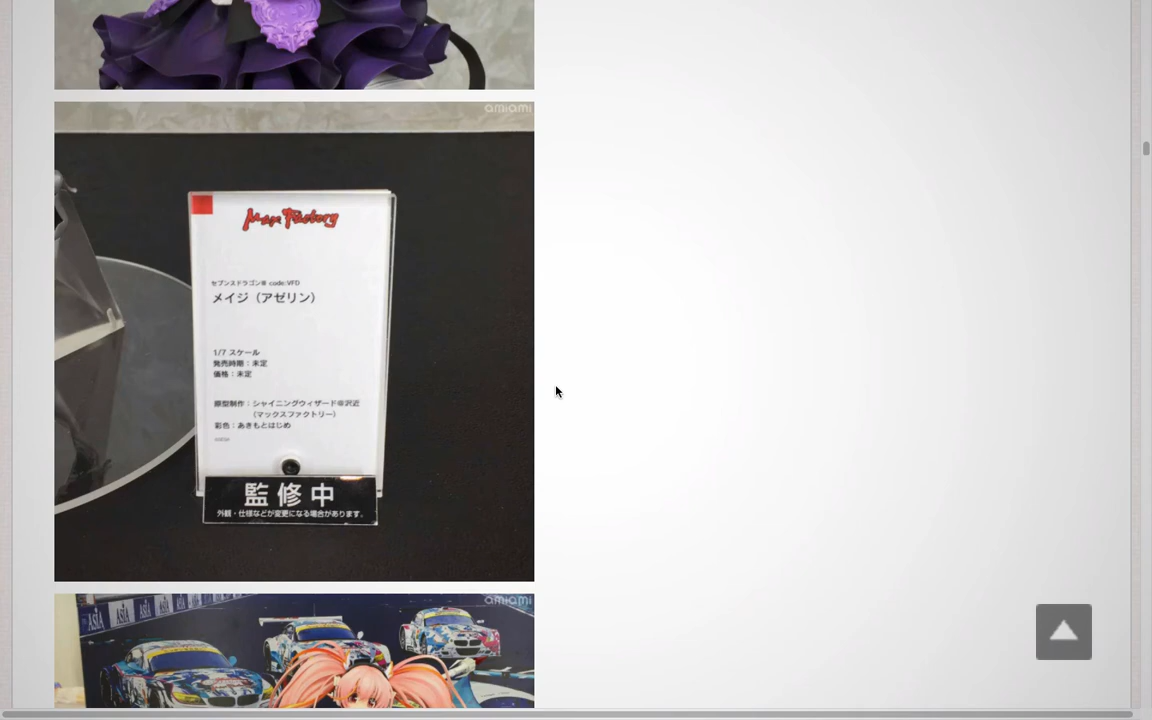 amiami
Max Factory
セブンスドラゴンⅢ code:VFD
メイジ（アゼリン）
1/7 スケール
発売時期：未定
価格：未定
原型制作：シャイニングウィザード＠沢近
（マックスファクトリー）
彩色：あきもとはじめ
監修中
外観・仕様などが変更になる場合があります。
amiami
ASIA
ASIA